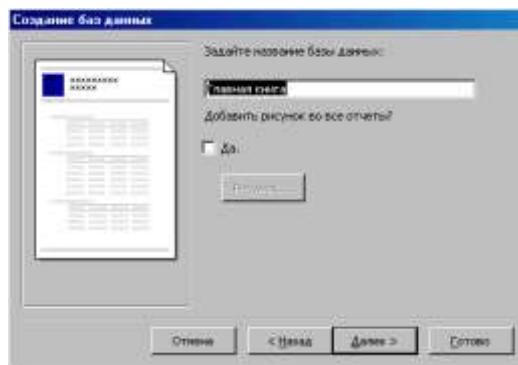 Создание баз данных
Задайте название базы данных:
Главная книга
Добавить рисунок во все отчеты?
Да.
Рисунок...
Отмена
< Назад
Далее >
Готово